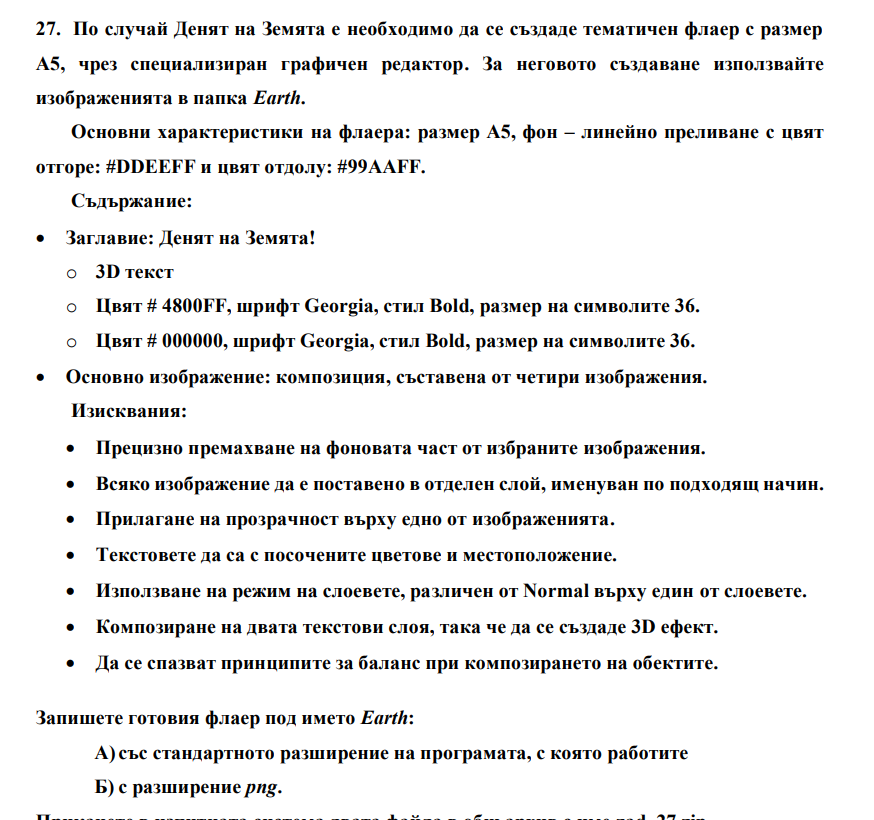 27. По случай Денят на Земята е необходимо да се създаде тематичен флаер с размер
А5, чрез специализиран графичен редактор. За неговото създаване използвайте
изображенията в папка Earth.
Основни характеристики на флаера: размер А5, фон – линейно преливане с цвят
отгоре: #DDEEFF и цвят отдолу: #99AAFF.
Съдържание:
• Заглавие: Денят на Земята!
o 3D текст
o Цвят # 4800FF, шрифт Georgia, стил Bold, размер на символите 36.
o Цвят # 000000, шрифт Georgia, стил Bold, размер на символите 36.
• Основно изображение: композиция, съставена от четири изображения.
Изисквания:
• Прецизно премахване на фоновата част от избраните изображения.
• Всяко изображение да е поставено в отделен слой, именуван по подходящ начин.
• Прилагане на прозрачност върху едно от изображенията.
• Текстовете да са с посочените цветове и местоположение.
• Използване на режим на слоевете, различен от Normal върху един от слоевете.
• Композиране на двата текстови слоя, така че да се създаде 3D ефект.
• Да се спазват принципите за баланс при композирането на обектите.
Запишете готовия флаер под името Earth:
А) със стандартното разширение на програмата, с която работите
Б) с разширение png.